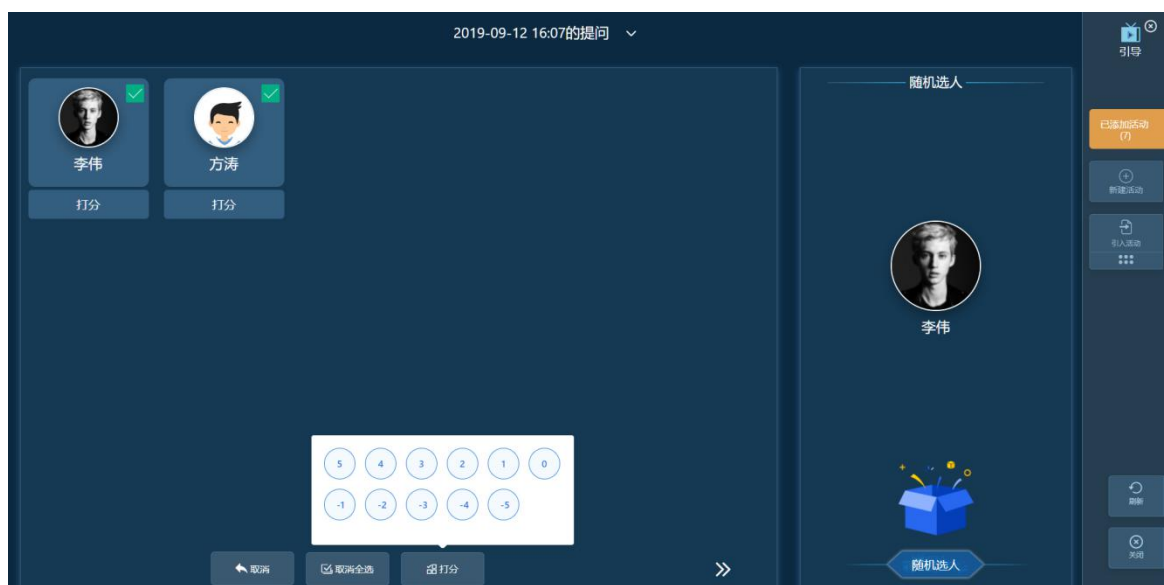 2019-09-12 16:07的提问
引导
随机选人
李伟
方涛
打分
打分
已添加活动
(7)
新建活动
引入活动
李伟
5 4 3 2 1 0
-1 -2 -3 -4 -5
取消
取消全选
打分
随机选人
刷新
关闭